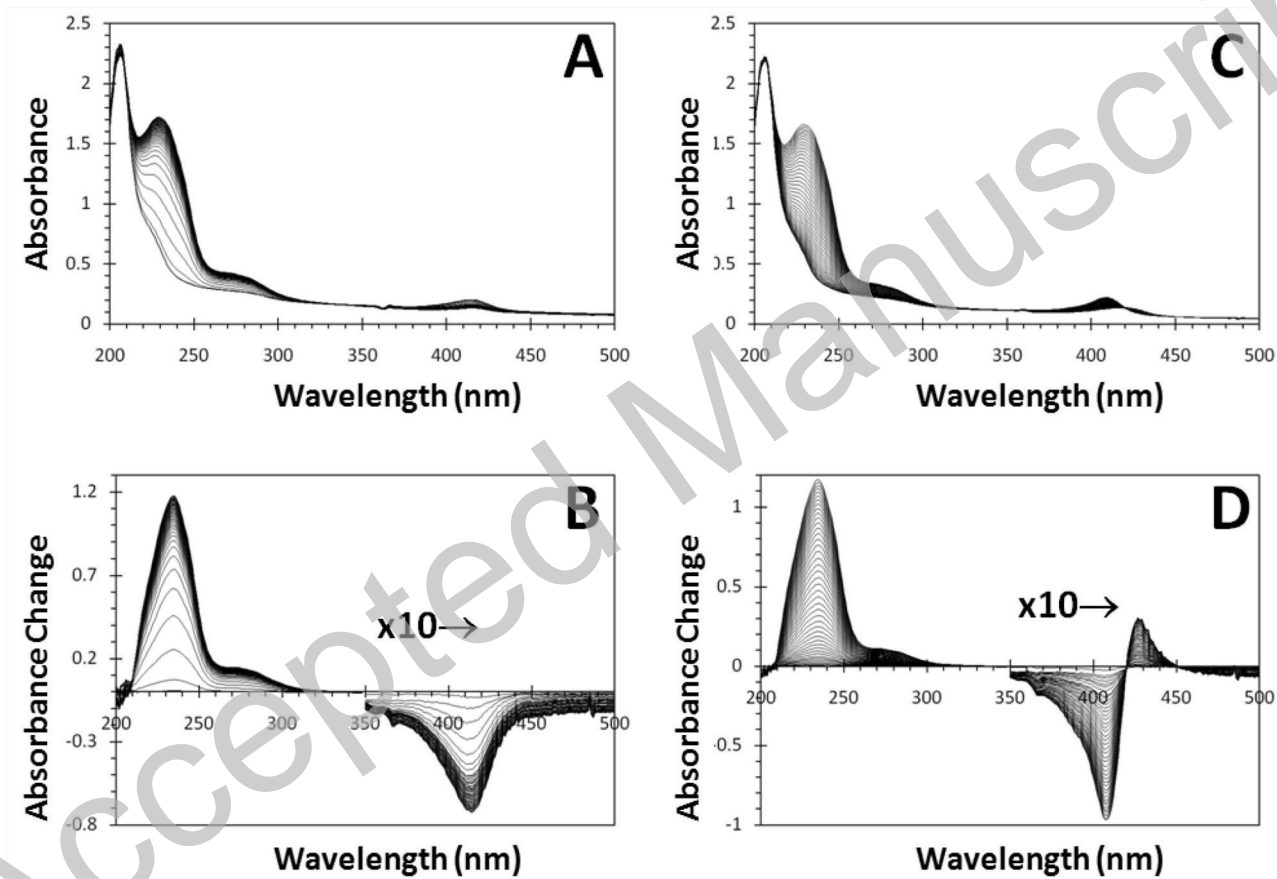 A
2.5
2
1.5
1
0.5
0
Absorbance
200 250 300 350 400 450 500
Wavelength (nm)
C
2.5
2
1.5
1
0.5
0
Absorbance
200 250 300 350 400 450 500
Wavelength (nm)
B
1.2
0.7
0.2
-0.3
-0.8
Absorbance Change
x10→
200 250 300 350 400 450 500
Wavelength (nm)
D
1
0.5
0
-0.5
-1
Absorbance Change
x10→
200 250 300 350 400 450 500
Wavelength (nm)
Accepted Manuscri